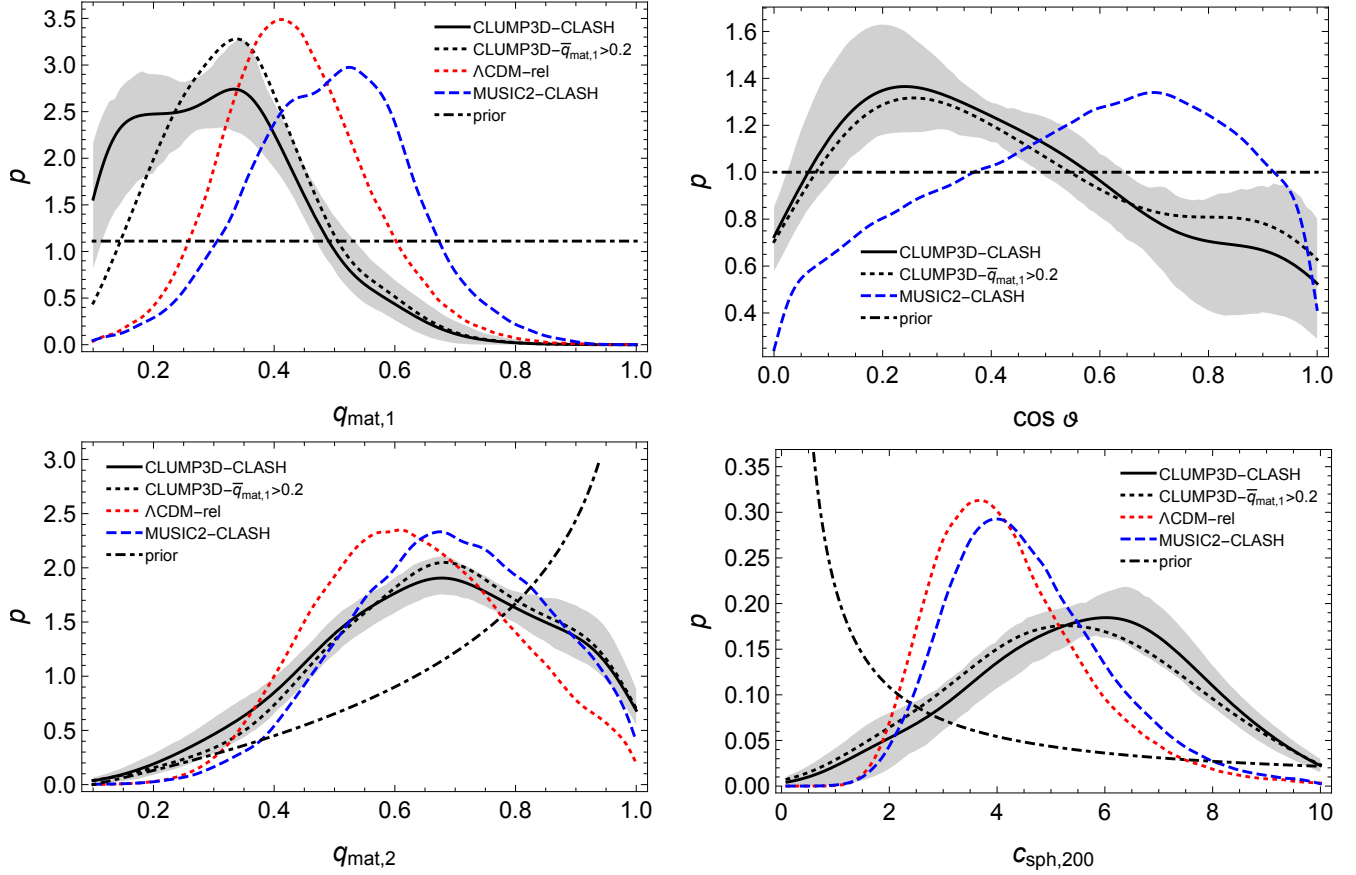 3.5
3.0
2.5
2.0
1.5
1.0
0.5
0.0
p
CLUMP3D-CLASH
CLUMP3D-q̅mat,1>0.2
ΛCDM-rel
MUSIC2-CLASH
prior
0.2 0.4 0.6 0.8 1.0
qmat,1
1.6
1.4
1.2
1.0
0.8
0.6
0.4
p
CLUMP3D-CLASH
CLUMP3D-q̅mat,1>0.2
MUSIC2-CLASH
prior
0.0 0.2 0.4 0.6 0.8 1.0
cos ϑ
3.0
2.5
2.0
1.5
1.0
0.5
0.0
p
CLUMP3D-CLASH
CLUMP3D-q̅mat,1>0.2
ΛCDM-rel
MUSIC2-CLASH
prior
0.2 0.4 0.6 0.8 1.0
qmat,2
0.35
0.30
0.25
0.20
0.15
0.10
0.05
0.00
p
CLUMP3D-CLASH
CLUMP3D-q̅mat,1>0.2
ΛCDM-rel
MUSIC2-CLASH
prior
0 2 4 6 8 10
csph,200